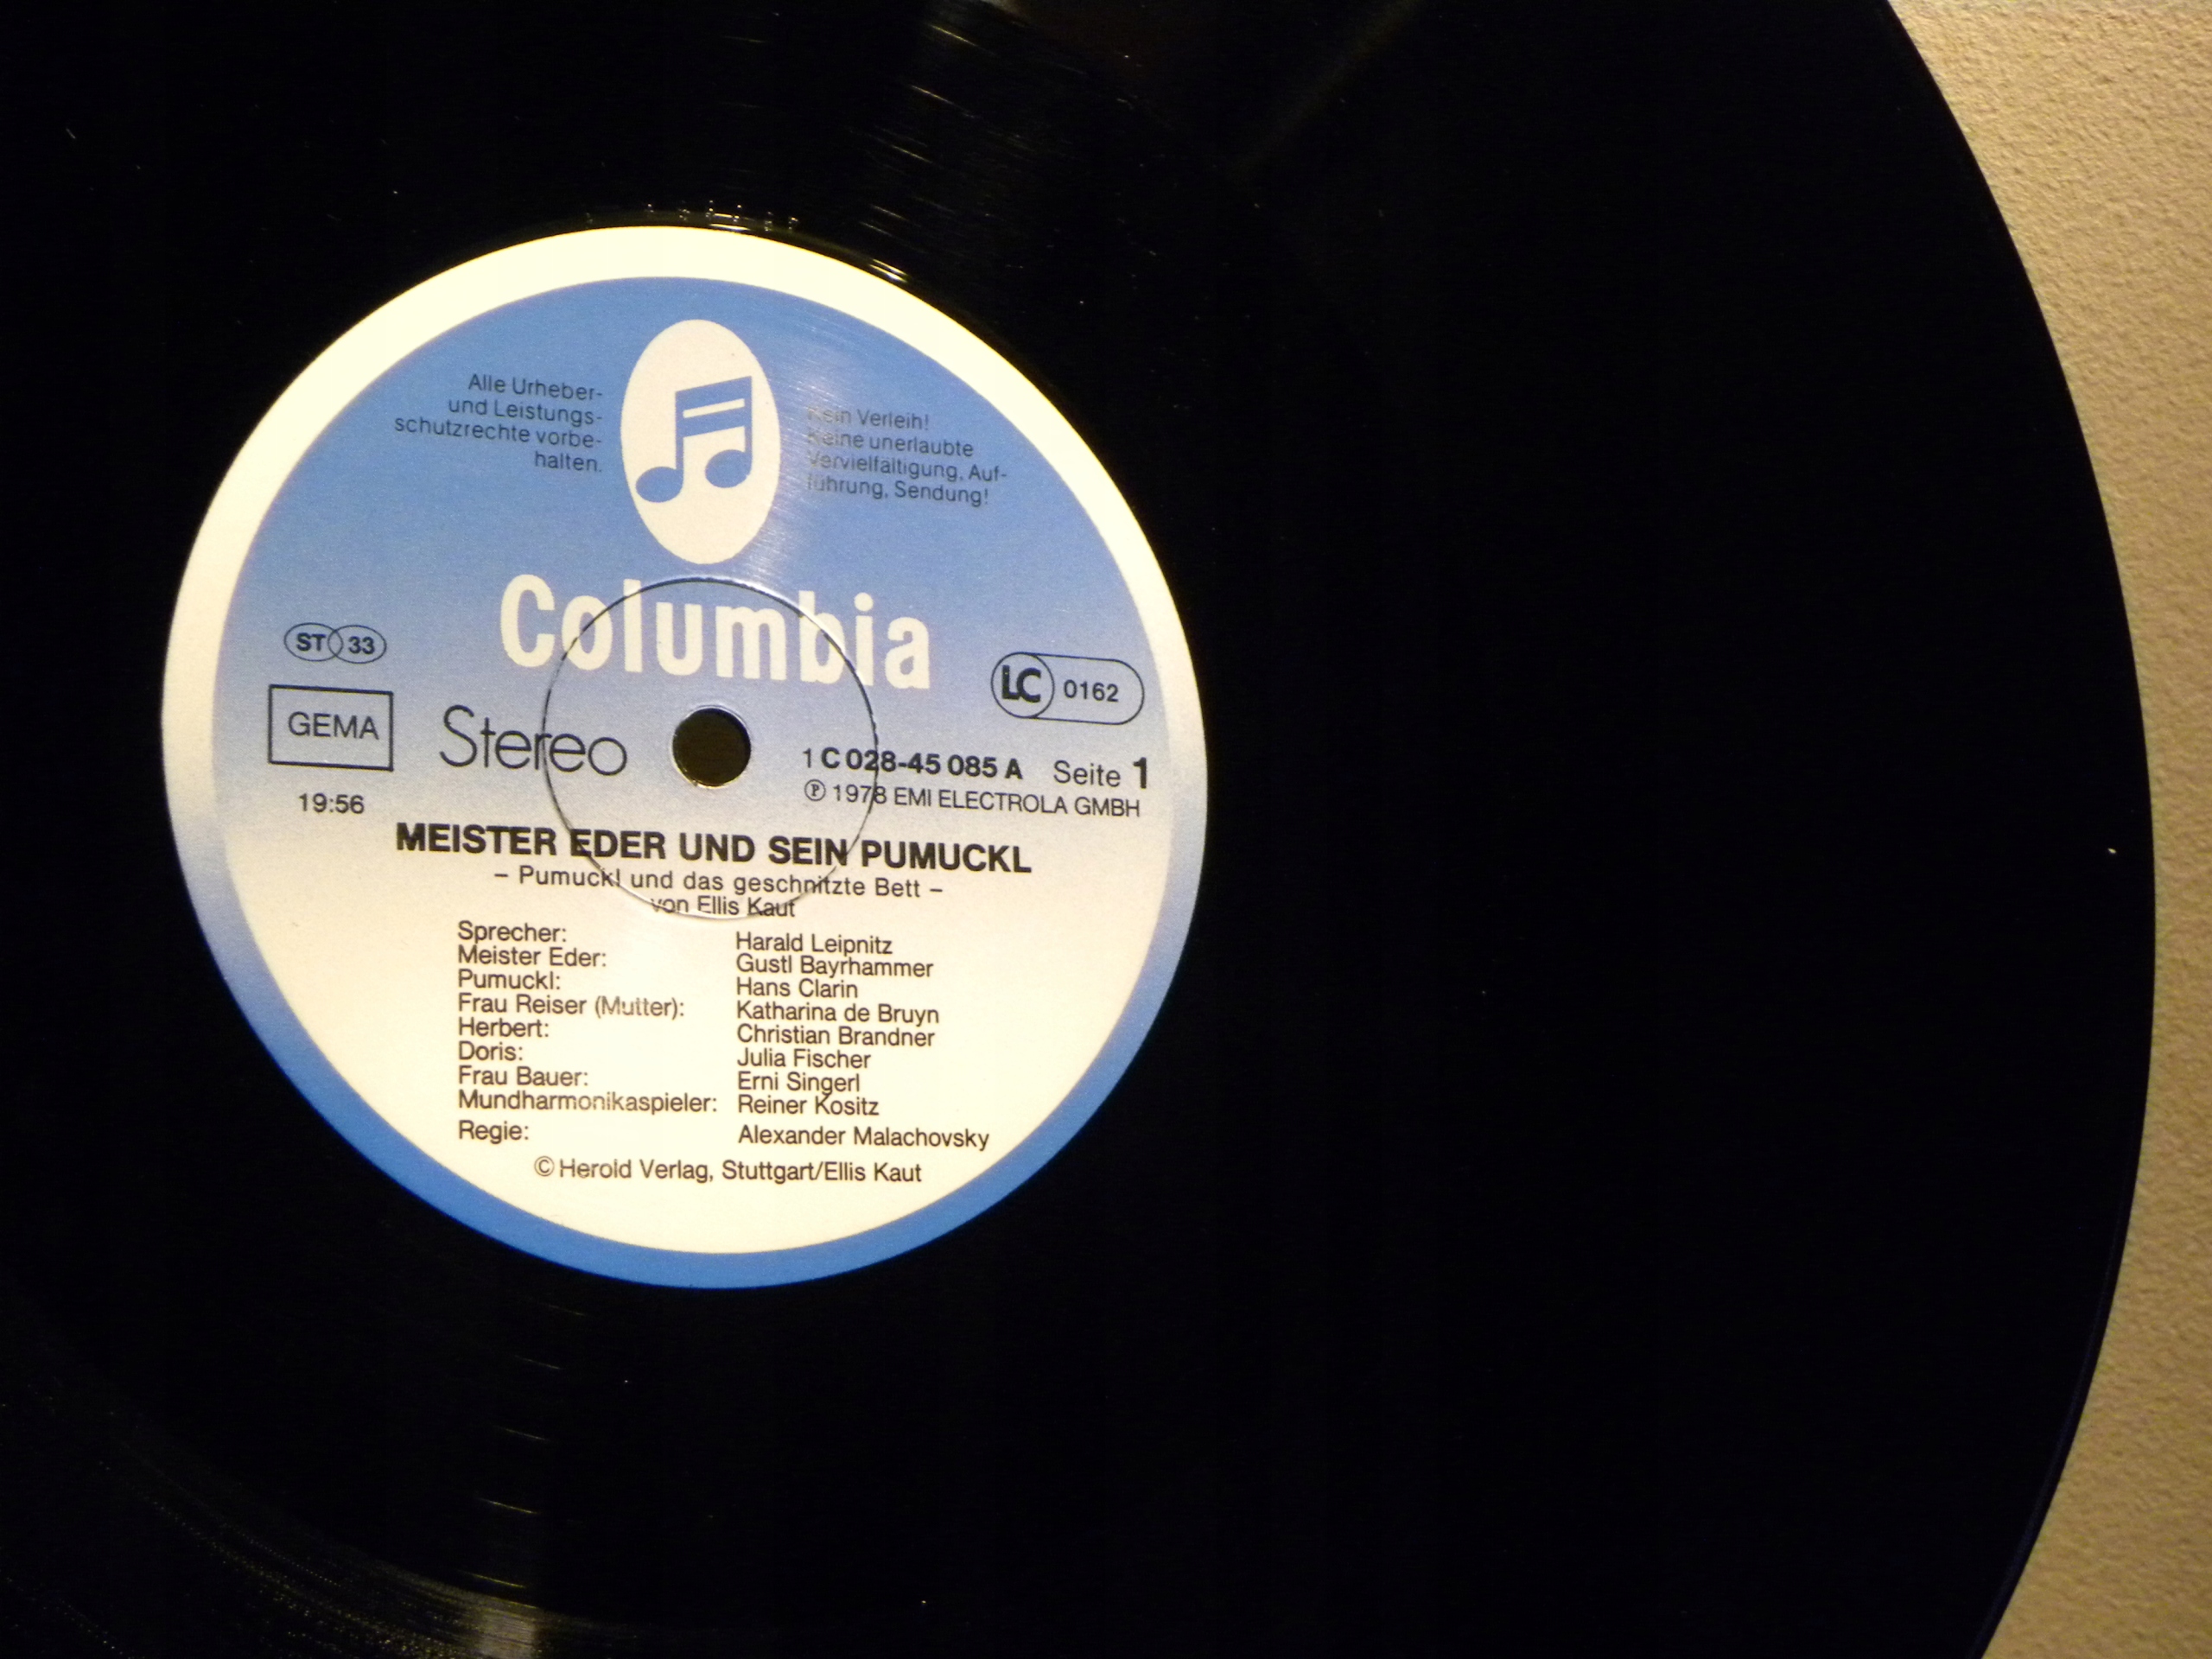 Alle Urheber-
und Leistungs-
schutzrechte vorbe-
halten.
Kein Verleih!
Keine unerlaubte
Vervielfältigung, Auf-
führung, Sendung!
Columbia
ST 33
LC 0162
GEMA
Stereo
1 C 028-45 085 A Seite 1
℗ 1978 EMI ELECTROLA GMBH
19:56
MEISTER EDER UND SEIN PUMUCKL
– Pumuckl und das geschnitzte Bett –
von Ellis Kaut
Sprecher: Harald Leipnitz
Meister Eder: Gustl Bayrhammer
Pumuckl: Hans Clarin
Frau Reiser (Mutter): Katharina de Bruyn
Herbert: Christian Brandner
Doris: Julia Fischer
Frau Bauer: Erni Singerl
Mundharmonikaspieler: Reiner Kositz
Regie: Alexander Malachovsky
© Herold Verlag, Stuttgart/Ellis Kaut